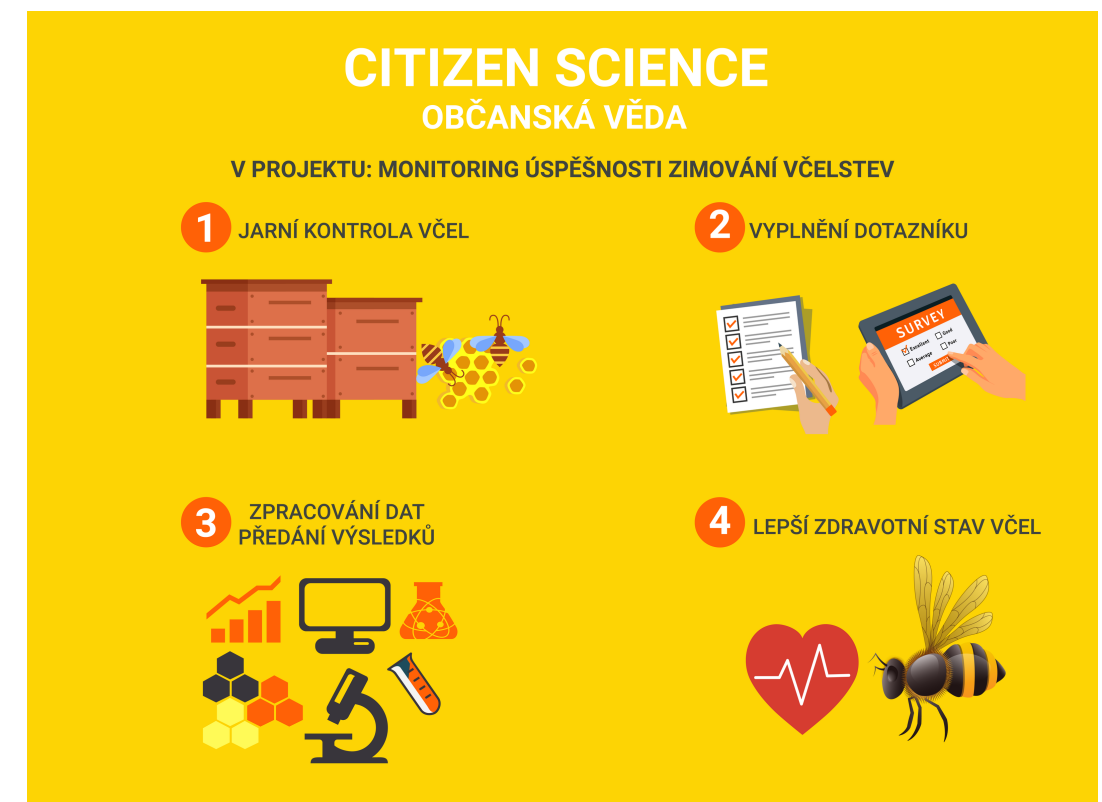 CITIZEN SCIENCE
OBČANSKÁ VĚDA
V PROJEKTU: MONITORING ÚSPĚŠNOSTI ZIMOVÁNÍ VČELSTEV
1 JARNÍ KONTROLA VČEL
2 VYPLNĚNÍ DOTAZNÍKU
SURVEY
Excellent Good
Average Poor
SUBMIT
3 ZPRACOVÁNÍ DAT
PŘEDÁNÍ VÝSLEDKŮ
4 LEPŠÍ ZDRAVOTNÍ STAV VČEL